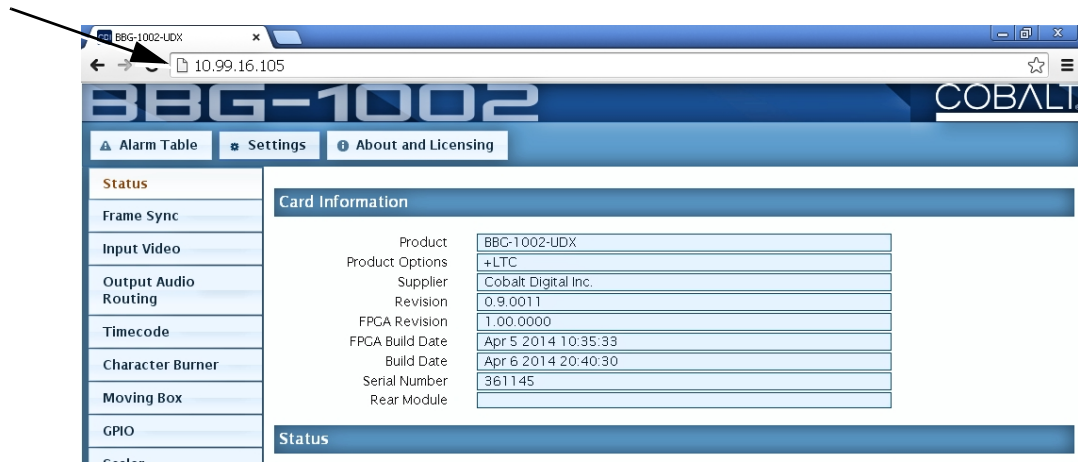 BBG-1002-UDX
10.99.16.105
BBG-1002
COBALT
Alarm Table
Settings
About and Licensing
Status
Frame Sync
Input Video
Output Audio
Routing
Timecode
Character Burner
Moving Box
GPIO
Card Information
Product BBG-1002-UDX
Product Options +LTC
Supplier Cobalt Digital Inc.
Revision 0.9.0011
FPGA Revision 1.00.0000
FPGA Build Date Apr 5 2014 10:35:33
Build Date Apr 6 2014 20:40:30
Serial Number 361145
Rear Module
Status